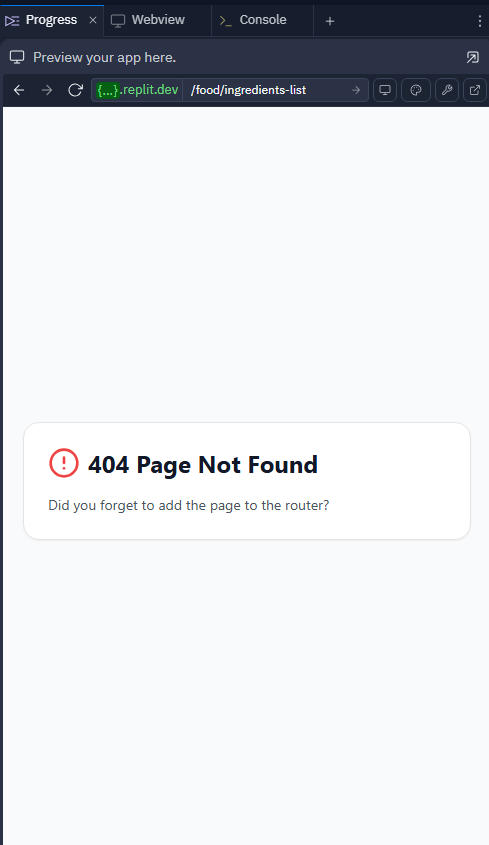 Progress
Webview
Console
Preview your app here.
{...}.replit.dev /food/ingredients-list
404 Page Not Found
Did you forget to add the page to the router?